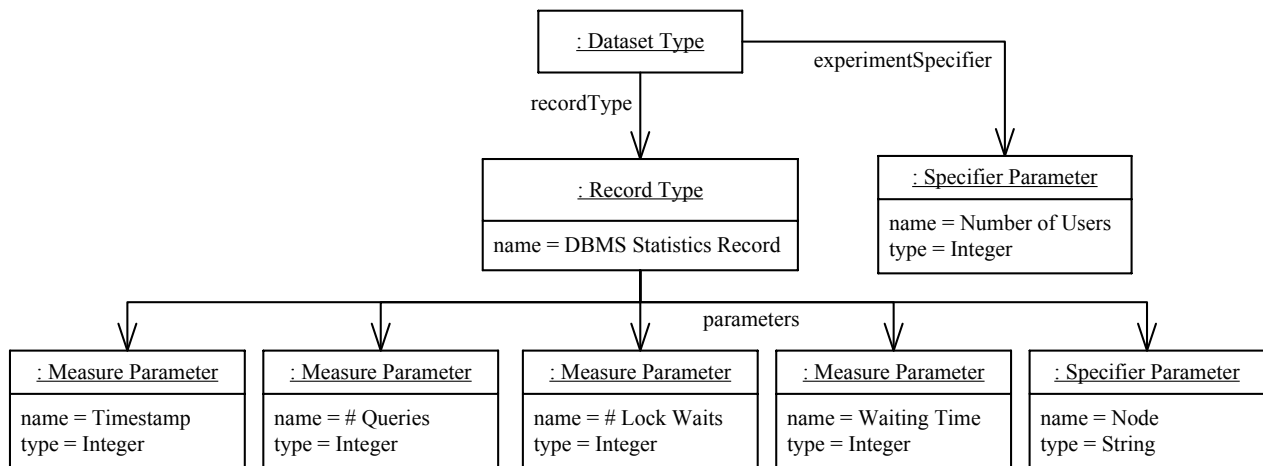 : Dataset Type
experimentSpecifier
recordType
: Record Type
name = DBMS Statistics Record
: Specifier Parameter
name = Number of Users
type = Integer
parameters
: Measure Parameter
name = Timestamp
type = Integer
: Measure Parameter
name = # Queries
type = Integer
: Measure Parameter
name = # Lock Waits
type = Integer
: Measure Parameter
name = Waiting Time
type = Integer
: Specifier Parameter
name = Node
type = String